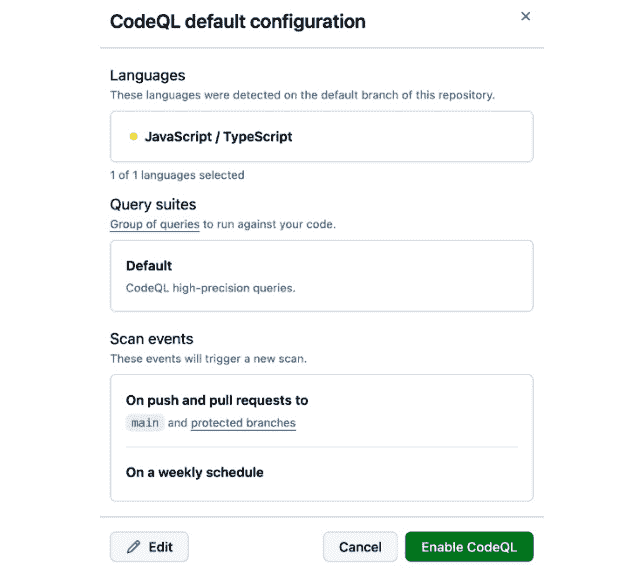 CodeQL default configuration
Languages
These languages were detected on the default branch of this repository.
JavaScript / TypeScript
1 of 1 languages selected
Query suites
Group of queries to run against your code.
Default
CodeQL high-precision queries.
Scan events
These events will trigger a new scan.
On push and pull requests to
main and protected branches
On a weekly schedule
Edit Cancel Enable CodeQL